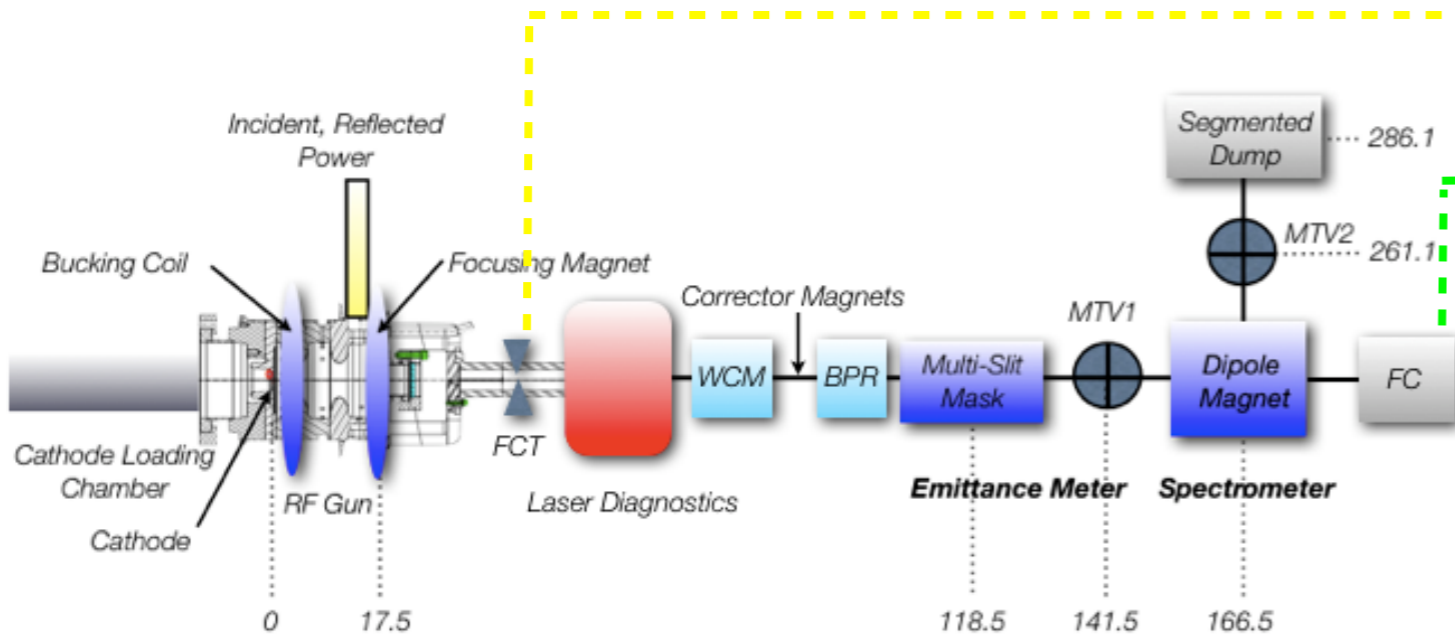 Incident, Reflected
Power
Segmented
Dump
286.1
Bucking Coil
Focusing Magnet
MTV2
261.1
Corrector Magnets
MTV1
WCM
BPR
Multi-Slit
Mask
Dipole
Magnet
FC
FCT
Cathode Loading
Chamber
RF Gun
Laser Diagnostics
Emittance Meter
Spectrometer
Cathode
0
17.5
118.5
141.5
166.5